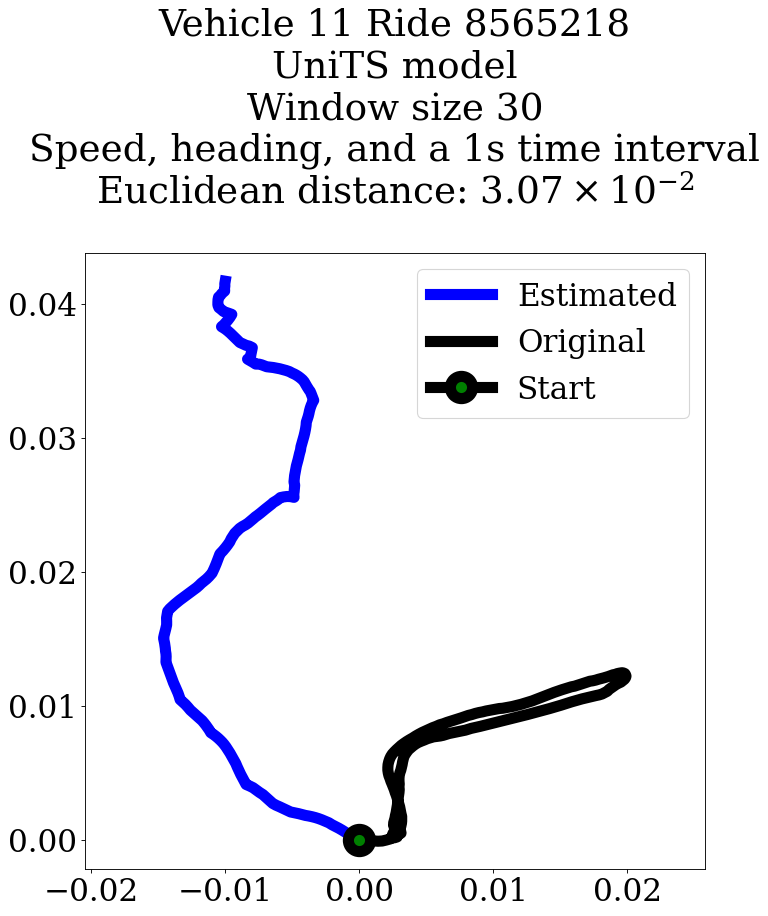 Vehicle 11 Ride 8565218
UniTS model
Window size 30
Speed, heading, and a 1s time interval
Euclidean distance: 3.07 × 10⁻²
Estimated
Original
Start
0.04
0.03
0.02
0.01
0.00
−0.02 −0.01 0.00 0.01 0.02